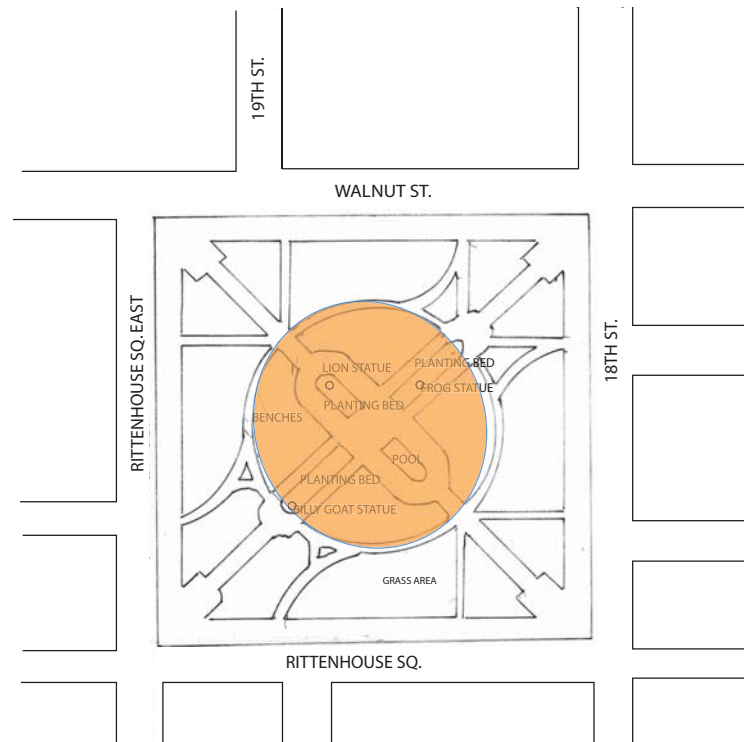 19TH ST.
WALNUT ST.
RITTENHOUSE SQ. EAST
18TH ST.
LION STATUE
PLANTING BED
FROG STATUE
PLANTING BED
BENCHES
POOL
PLANTING BED
BILLY GOAT STATUE
GRASS AREA
RITTENHOUSE SQ.